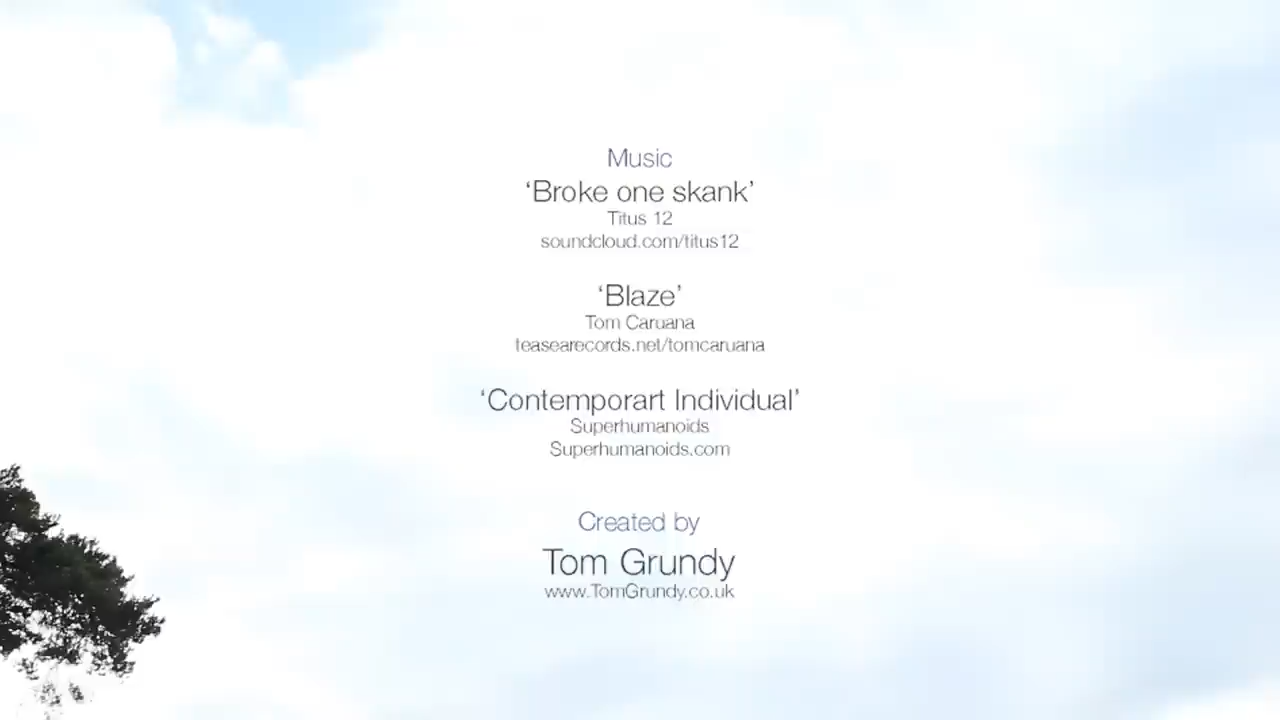 Music
‘Broke one skank’
Titus 12
soundcloud.com/titus12
‘Blaze’
Tom Caruana
teasearecords.net/tomcaruana
‘Contemporart Individual’
Superhumanoids
Superhumanoids.com
Created by
Tom Grundy
www.TomGrundy.co.uk